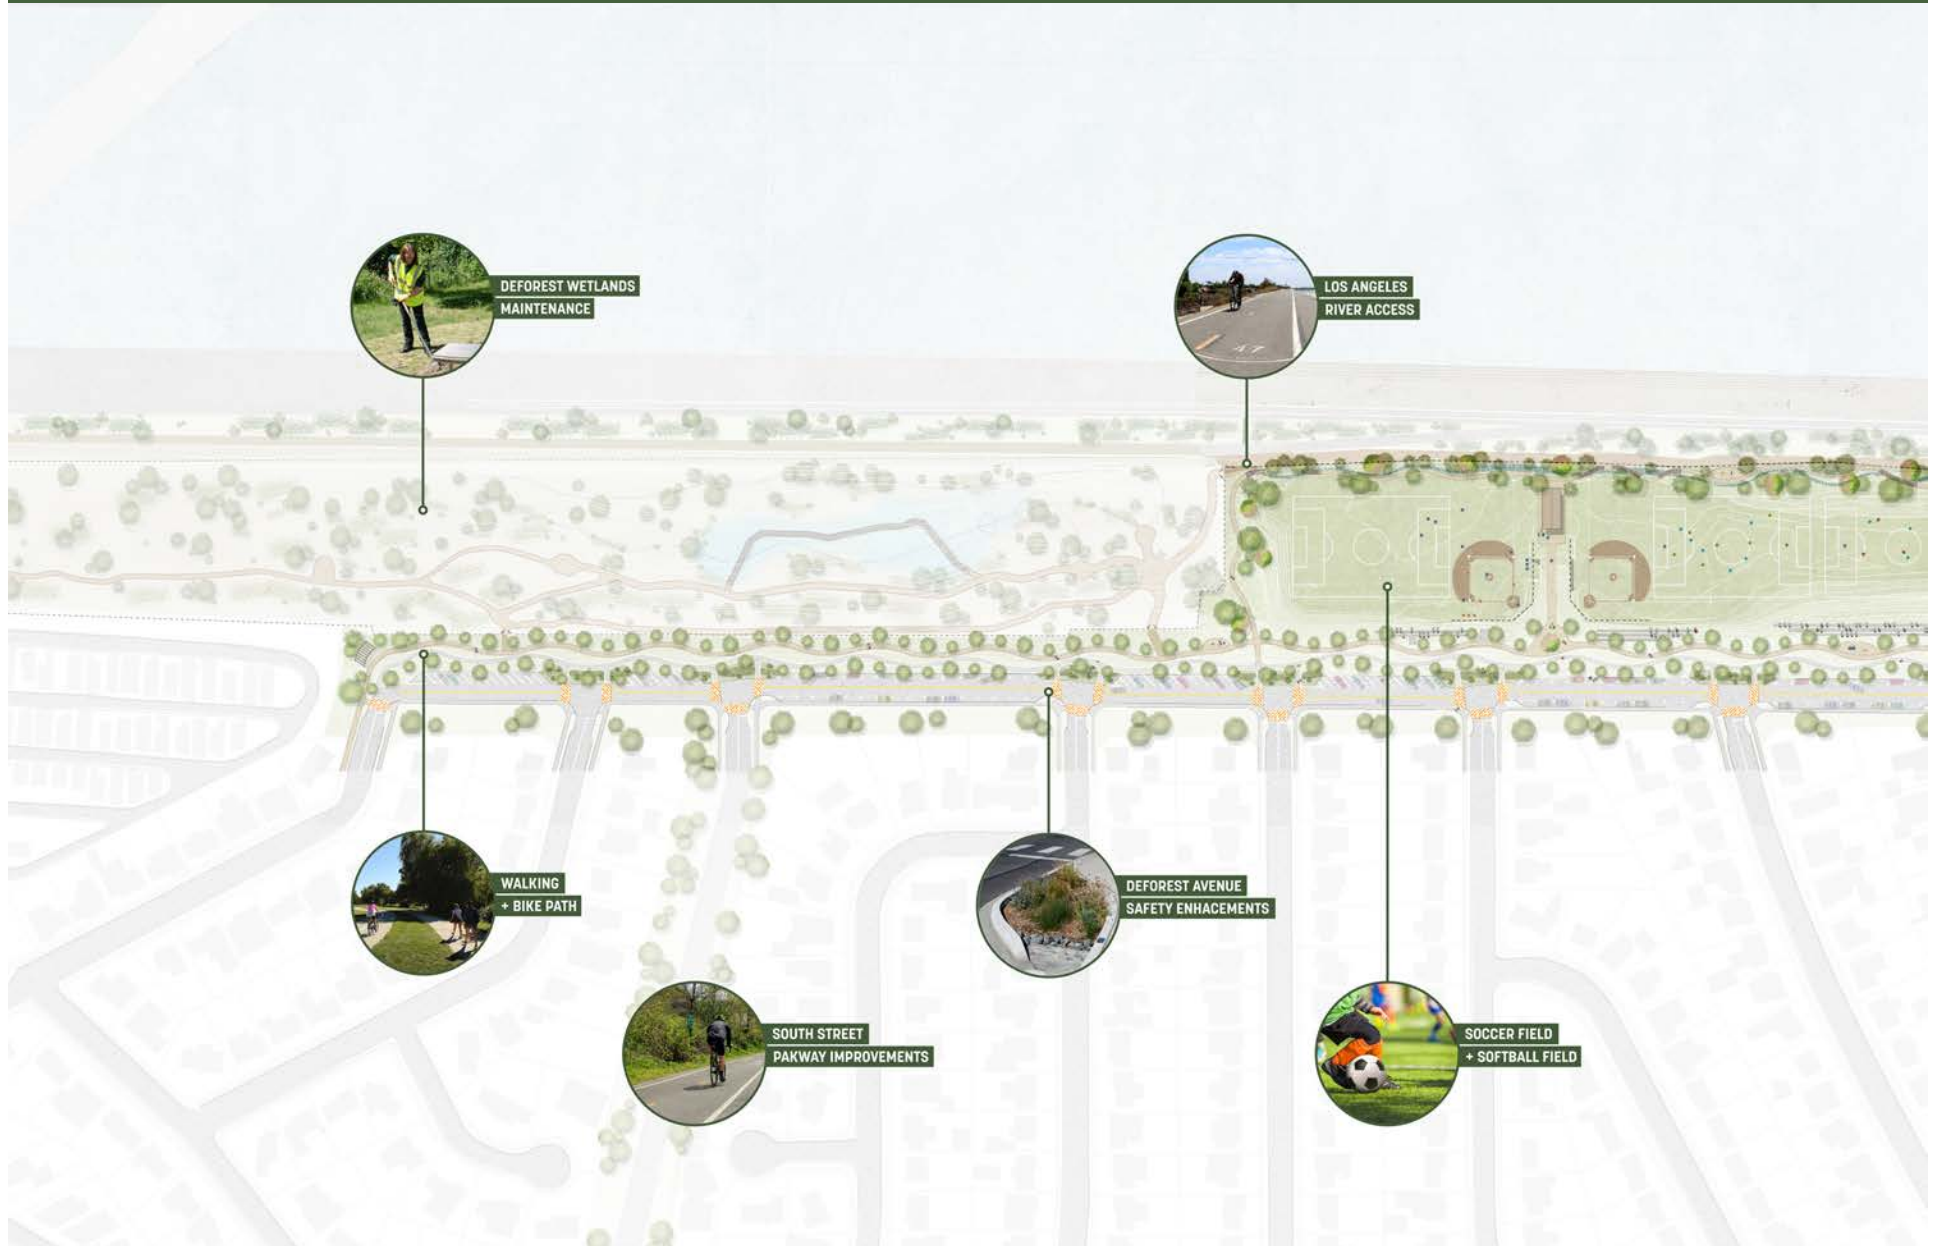 DEFOREST WETLANDS
MAINTENANCE
LOS ANGELES
RIVER ACCESS
WALKING
+ BIKE PATH
DEFOREST AVENUE
SAFETY ENHACEMENTS
SOUTH STREET
PAKWAY IMPROVEMENTS
SOCCER FIELD
+ SOFTBALL FIELD